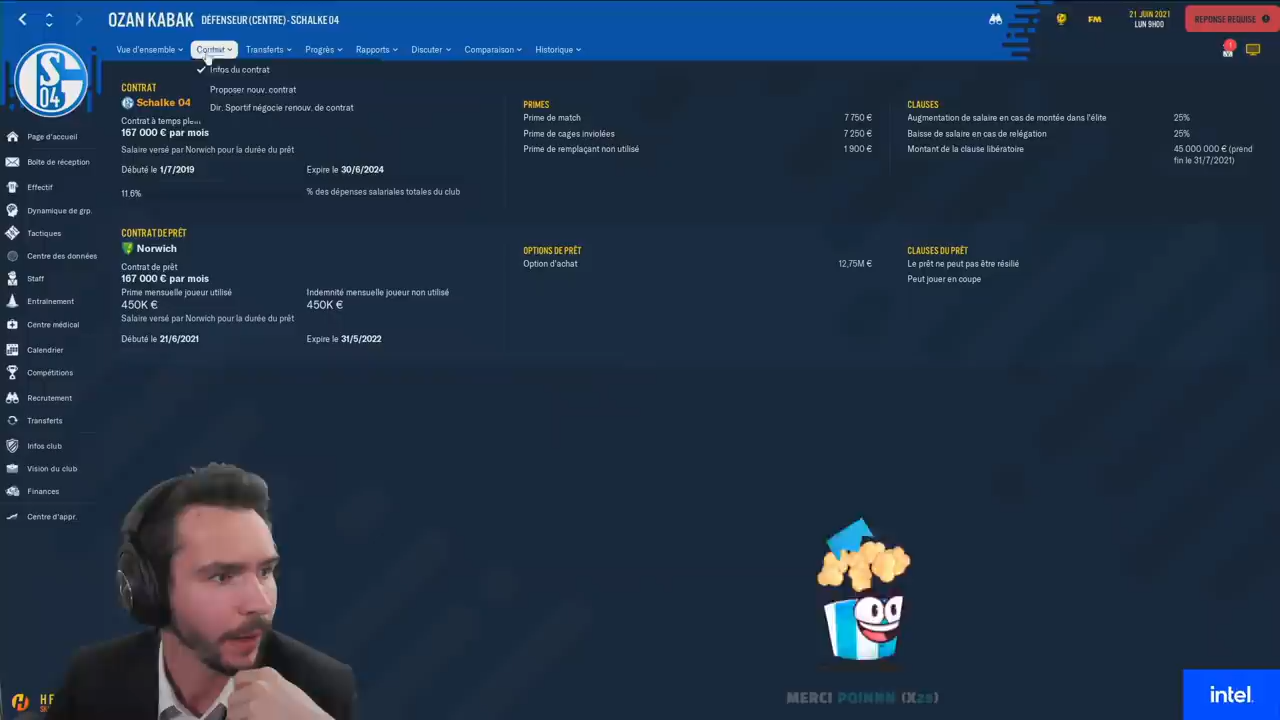 OZAN KABAK DÉFENSEUR (CENTRE) - SCHALKE 04
FM
21 JUIN 2021
LUN 9H00
RÉPONSE REQUISE
Vue d'ensemble Contrat Transferts Progrès Rapports Discuter Comparaison Historique
Infos du contrat
Proposer nouv. contrat
Dir. Sportif négocie renouv. de contrat
S
04
CONTRAT
Schalke 04
Contrat à temps plein
167 000 € par mois
Salaire versé par Norwich pour la durée du prêt
Débuté le 1/7/2019 Expire le 30/6/2024
11.6% % des dépenses salariales totales du club
PRIMES
Prime de match 7 750 €
Prime de cages inviolées 7 250 €
Prime de remplaçant non utilisé 1 900 €
CLAUSES
Augmentation de salaire en cas de montée dans l'élite 25%
Baisse de salaire en cas de relégation 25%
Montant de la clause libératoire 45 000 000 € (prend
fin le 31/7/2021)
CONTRAT DE PRÊT
Norwich
Contrat de prêt
167 000 € par mois
Prime mensuelle joueur utilisé Indemnité mensuelle joueur non utilisé
450K € 450K €
Salaire versé par Norwich pour la durée du prêt
Débuté le 21/6/2021 Expire le 31/5/2022
OPTIONS DE PRÊT
Option d'achat 12,75M €
CLAUSES DU PRÊT
Le prêt ne peut pas être résilié
Peut jouer en coupe
Page d'accueil
Boîte de réception
Effectif
Dynamique de grp.
Tactiques
Centre des données
Staff
Entraînement
Centre médical
Calendrier
Compétitions
Recrutement
Transferts
Infos club
Vision du club
Finances
Centre d'appr.
MERCI POINNN (X29)
intel.